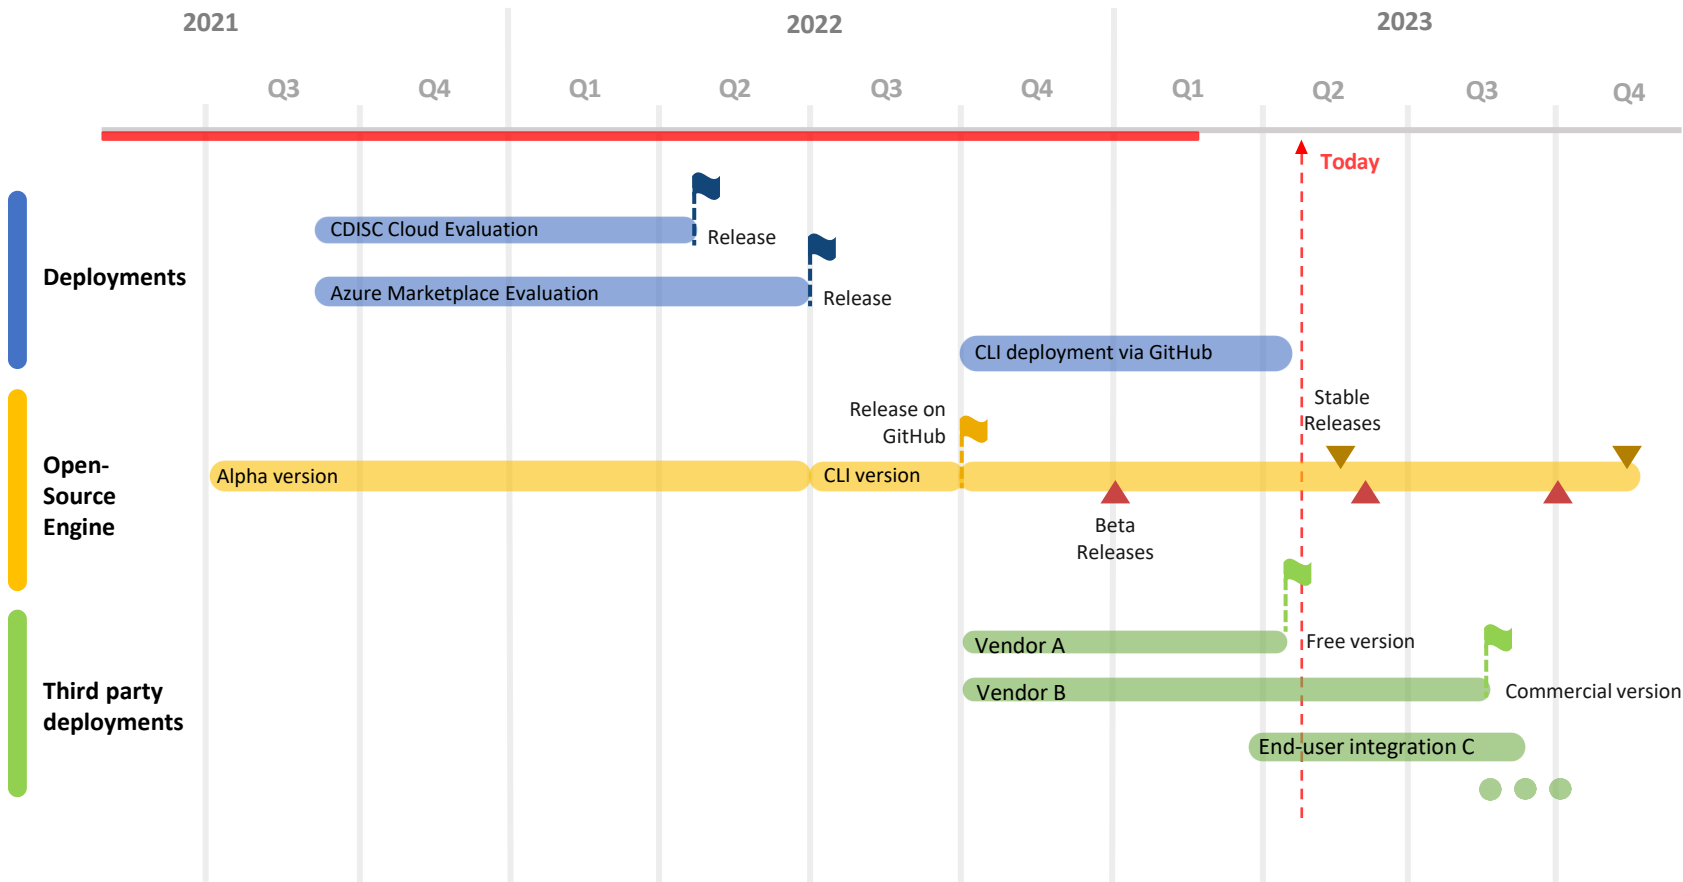 2021
2022
2023
Q3
Q4
Q1
Q2
Q3
Q4
Q1
Q2
Q3
Q4
Today
Deployments
CDISC Cloud Evaluation
Release
Azure Marketplace Evaluation
Release
CLI deployment via GitHub
Open-
Source
Engine
Release on
GitHub
Stable
Releases
Alpha version
CLI version
Beta
Releases
Third party
deployments
Vendor A
Free version
Vendor B
Commercial version
End-user integration C